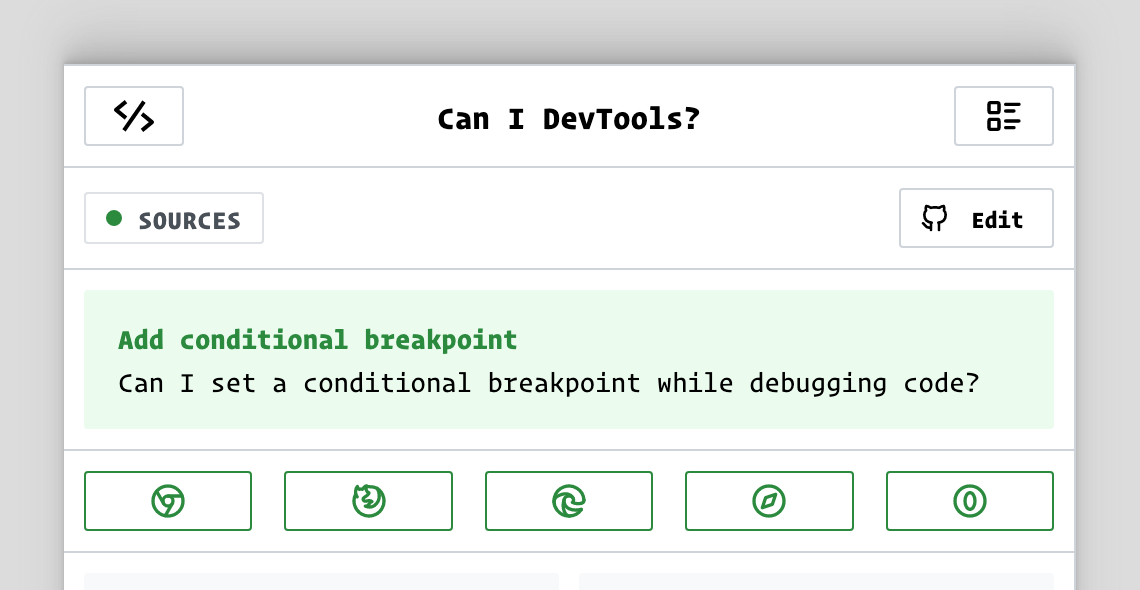 Can I DevTools?
SOURCES
Edit
Add conditional breakpoint
Can I set a conditional breakpoint while debugging code?